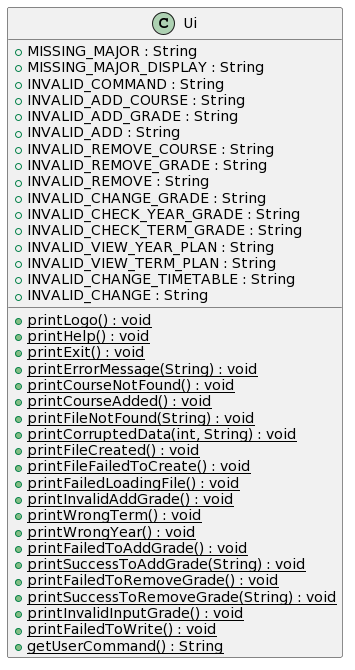 C Ui
MISSING_MAJOR : String
MISSING_MAJOR_DISPLAY : String
INVALID_COMMAND : String
INVALID_ADD_COURSE : String
INVALID_ADD_GRADE : String
INVALID_ADD : String
INVALID_REMOVE_COURSE : String
INVALID_REMOVE_GRADE : String
INVALID_REMOVE : String
INVALID_CHANGE_GRADE : String
INVALID_CHECK_YEAR_GRADE : String
INVALID_CHECK_TERM_GRADE : String
INVALID_VIEW_YEAR_PLAN : String
INVALID_VIEW_TERM_PLAN : String
INVALID_CHANGE_TIMETABLE : String
INVALID_CHANGE : String
printLogo() : void
printHelp() : void
printExit() : void
printErrorMessage(String) : void
printCourseNotFound() : void
printCourseAdded() : void
printFileNotFound(String) : void
printCorruptedData(int, String) : void
printFileCreated() : void
printFileFailedToCreate() : void
printFailedLoadingFile() : void
printInvalidAddGrade() : void
printWrongTerm() : void
printWrongYear() : void
printFailedToAddGrade() : void
printSuccessToAddGrade(String) : void
printFailedToRemoveGrade() : void
printSuccessToRemoveGrade(String) : void
printInvalidInputGrade() : void
printFailedToWrite() : void
getUserCommand() : String